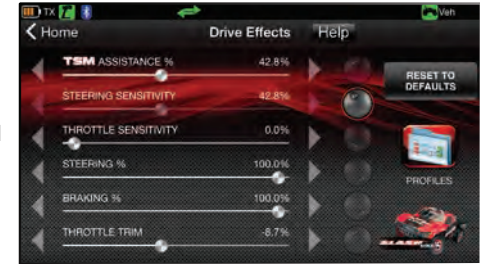 TX Veh
Home Drive Effects Help
TSM ASSISTANCE % 42.8%
STEERING SENSITIVITY 42.8%
THROTTLE SENSITIVITY 0.0%
STEERING % 100.0%
BRAKING % 100.0%
THROTTLE TRIM -8.7%
RESET TO
DEFAULTS
PROFILES
SLASH